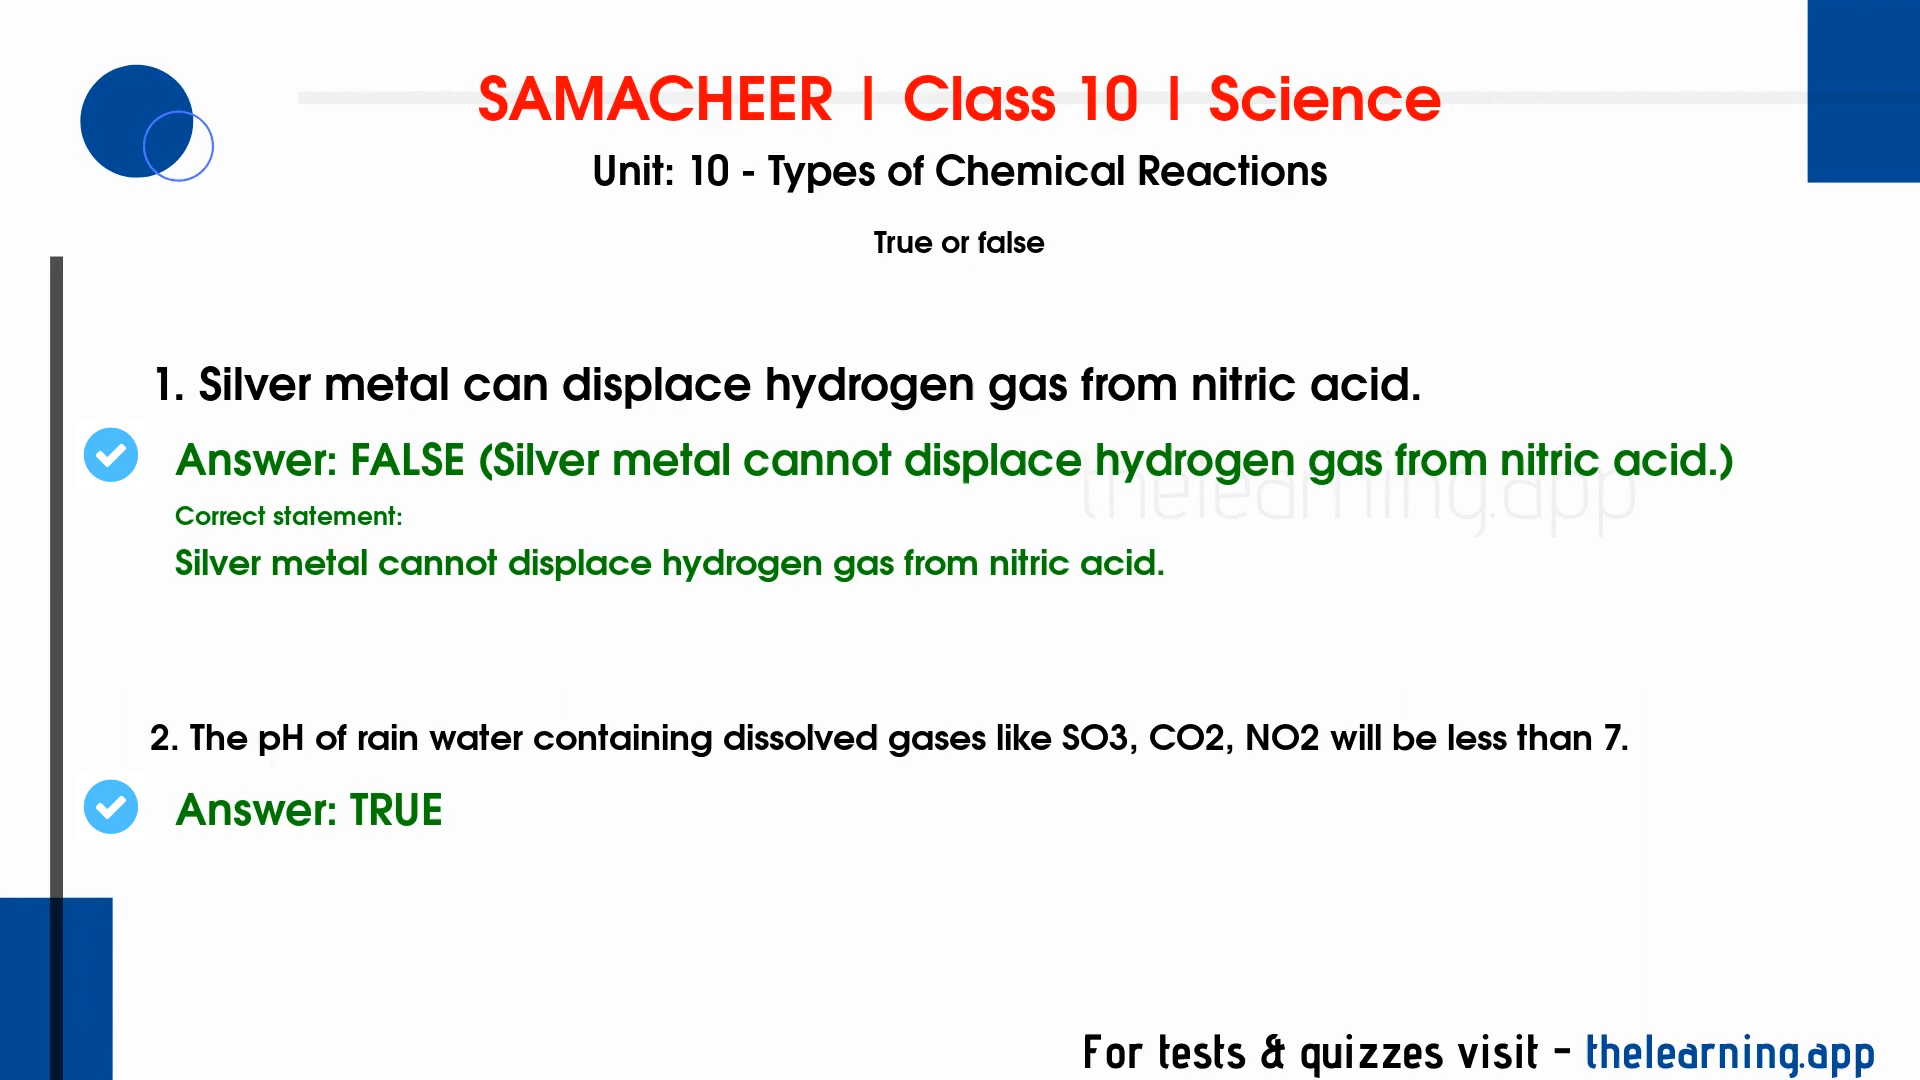 SAMACHEER | Class 10 | Science
Unit: 10 - Types of Chemical Reactions
True or false
1. Silver metal can displace hydrogen gas from nitric acid.
Answer: FALSE (Silver metal cannot displace hydrogen gas from nitric acid.)
thelearning.app
Correct statement:
Silver metal cannot displace hydrogen gas from nitric acid.
2. The pH of rain water containing dissolved gases like SO3, CO2, NO2 will be less than 7.
Answer: TRUE
For tests & quizzes visit - thelearning.app